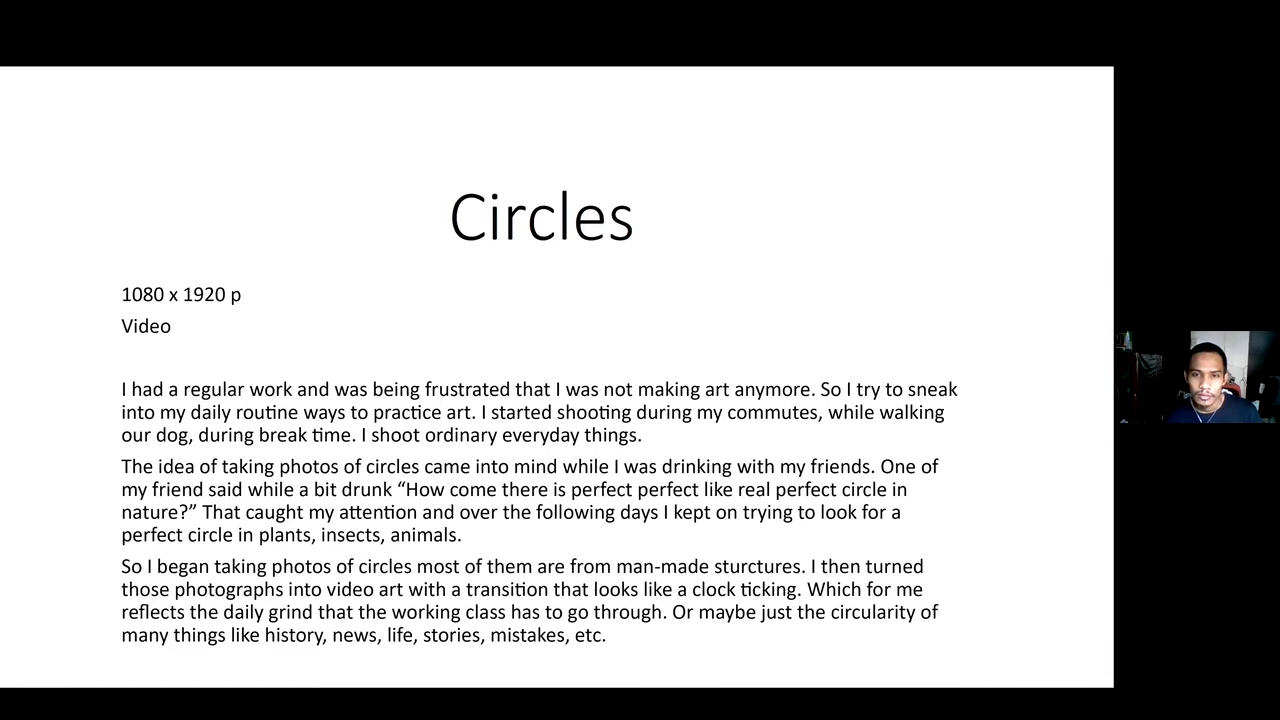 Circles
1080 x 1920 p
Video
I had a regular work and was being frustrated that I was not making art anymore. So I try to sneak
into my daily routine ways to practice art. I started shooting during my commutes, while walking
our dog, during break time. I shoot ordinary everyday things.
The idea of taking photos of circles came into mind while I was drinking with my friends. One of
my friend said while a bit drunk “How come there is perfect perfect like real perfect circle in
nature?” That caught my attention and over the following days I kept on trying to look for a
perfect circle in plants, insects, animals.
So I began taking photos of circles most of them are from man-made sturctures. I then turned
those photographs into video art with a transition that looks like a clock ticking. Which for me
reflects the daily grind that the working class has to go through. Or maybe just the circularity of
many things like history, news, life, stories, mistakes, etc.